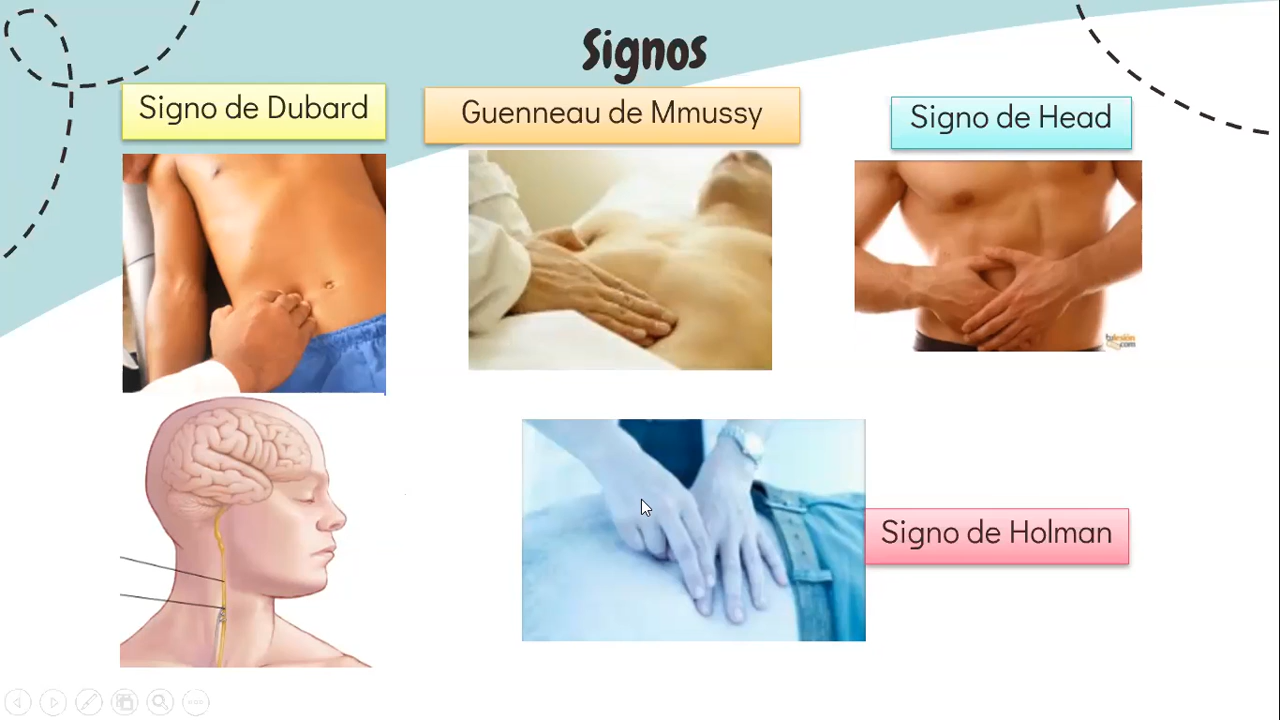 Signos
Signo de Dubard
Guenneau de Mmussy
Signo de Head
Signo de Holman